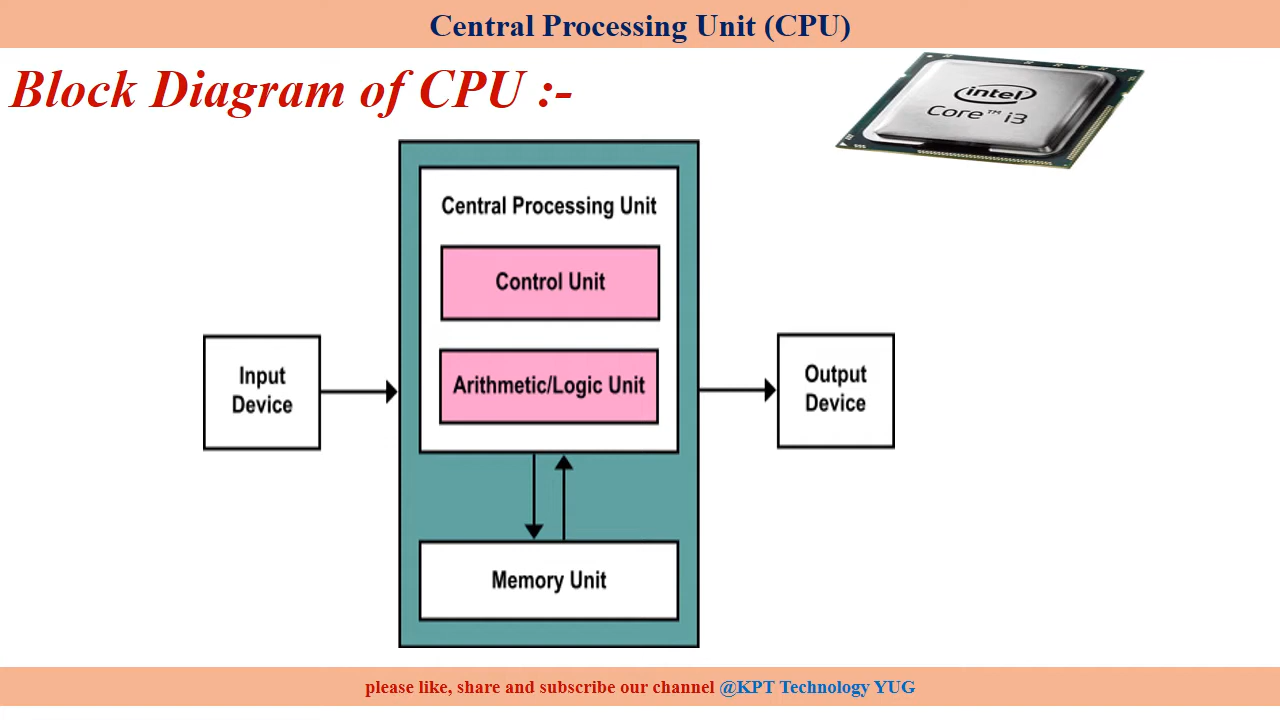 Central Processing Unit (CPU)
Block Diagram of CPU :-
intel
Core™ i3
Central Processing Unit
Control Unit
Arithmetic/Logic Unit
Input
Device
Output
Device
Memory Unit
please like, share and subscribe our channel @KPT Technology YUG